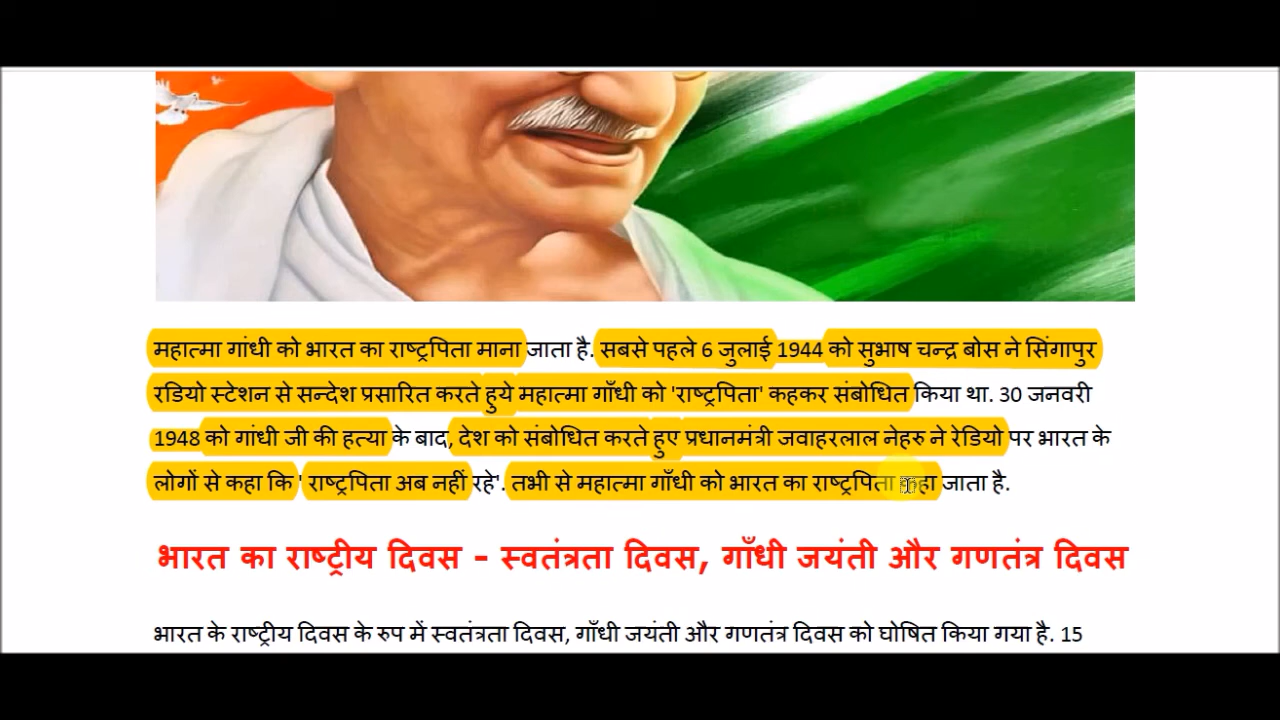 महात्मा गांधी को भारत का राष्ट्रपिता माना जाता है. सबसे पहले 6 जुलाई 1944 को सुभाष चन्द्र बोस ने सिंगापुर
रडियो स्टेशन से सन्देश प्रसारित करते हुये महात्मा गाँधी को 'राष्ट्रपिता' कहकर संबोधित किया था. 30 जनवरी
1948 को गांधी जी की हत्या के बाद, देश को संबोधित करते हुए प्रधानमंत्री जवाहरलाल नेहरु ने रेडियो पर भारत के
लोगों से कहा कि ' राष्ट्रपिता अब नहीं रहे'. तभी से महात्मा गाँधी को भारत का राष्ट्रपिता कहा जाता है.
भारत का राष्ट्रीय दिवस - स्वतंत्रता दिवस, गाँधी जयंती और गणतंत्र दिवस
भारत के राष्ट्रीय दिवस के रुप में स्वतंत्रता दिवस, गाँधी जयंती और गणतंत्र दिवस को घोषित किया गया है. 15